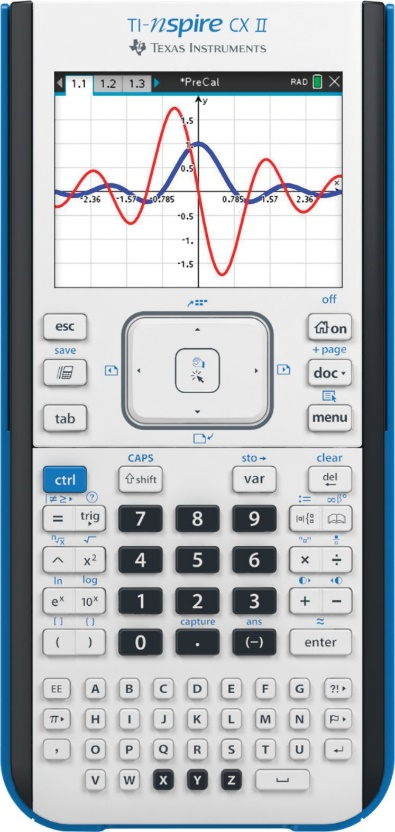 TI-nspire CX II
TEXAS INSTRUMENTS
1.1 1.2 1.3 *PreCal RAD
y
1.5
0.5
x
-2.36 -1.57 -0.785 0.785 1.57 2.36
-0.5
-1.
-1.5
off
esc on
save + page
doc
tab menu
CAPS sto→ clear
ctrl shift var del
|≠≥▸ ? := ∞β°
= trig 7 8 9 |□|{
ⁿ√x √
^ x² 4 5 6 × ÷
ln log
eˣ 10ˣ 1 2 3 + −
[ ] { } capture ans ≈
( ) 0 . (−) enter
EE A B C D E F G ?!▸
π▸ H I J K L M N
, O P Q R S T U ↵
V W X Y Z